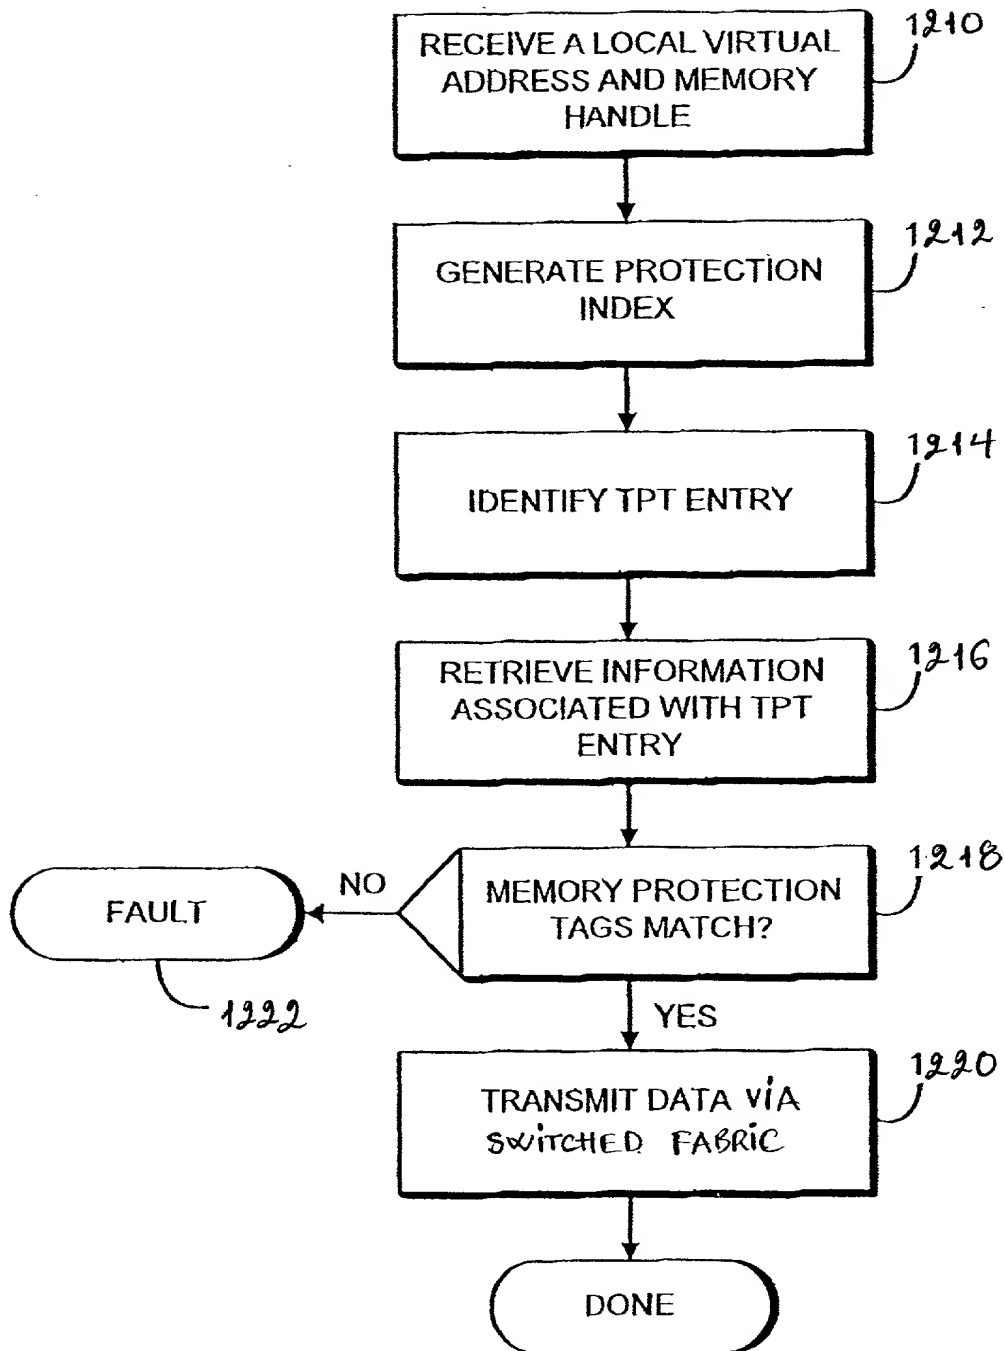 RECEIVE A LOCAL VIRTUAL
ADDRESS AND MEMORY
HANDLE
1210
GENERATE PROTECTION
INDEX
1212
IDENTIFY TPT ENTRY
1214
RETRIEVE INFORMATION
ASSOCIATED WITH TPT
ENTRY
1216
MEMORY PROTECTION
TAGS MATCH?
1218
NO
FAULT
1222
YES
TRANSMIT DATA VIA
SWITCHED FABRIC
1220
DONE